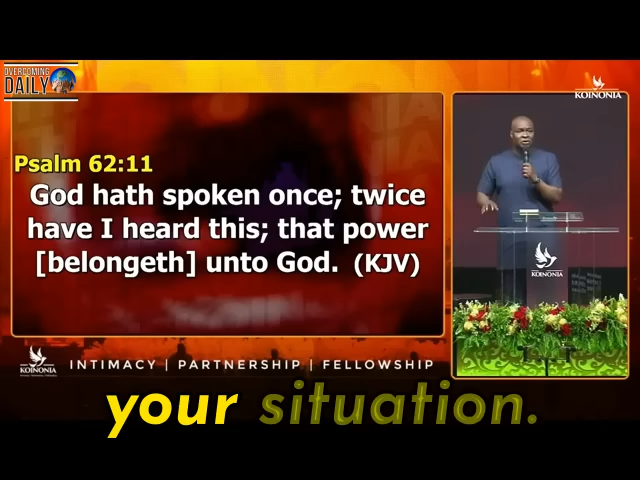 OVERCOMING
DAILY
KOINONIA
Psalm 62:11
God hath spoken once; twice
have I heard this; that power
[belongeth] unto God. (KJV)
KOINONIA
KOINONIA
INTIMACY | PARTNERSHIP | FELLOWSHIP
your situation.